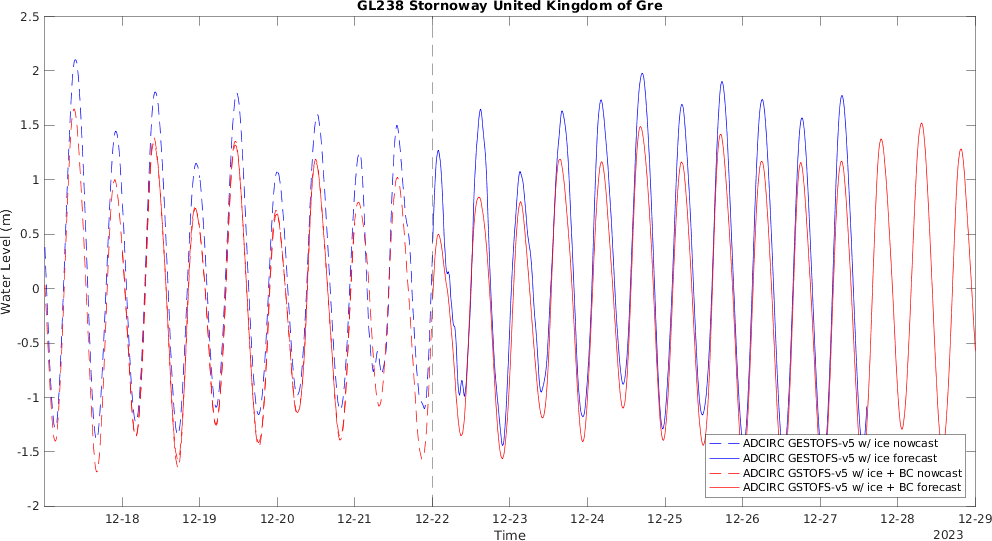 GL238 Stornoway United Kingdom of Gre
2.5
2
1.5
1
0.5
0
-0.5
-1
-1.5
-2
Water Level (m)
ADCIRC GESTOFS-v5 w/ ice nowcast
ADCIRC GESTOFS-v5 w/ ice forecast
ADCIRC GSTOFS-v5 w/ ice + BC nowcast
ADCIRC GSTOFS-v5 w/ ice + BC forecast
12-18 12-19 12-20 12-21 12-22 12-23 12-24 12-25 12-26 12-27 12-28 12-29
Time
2023